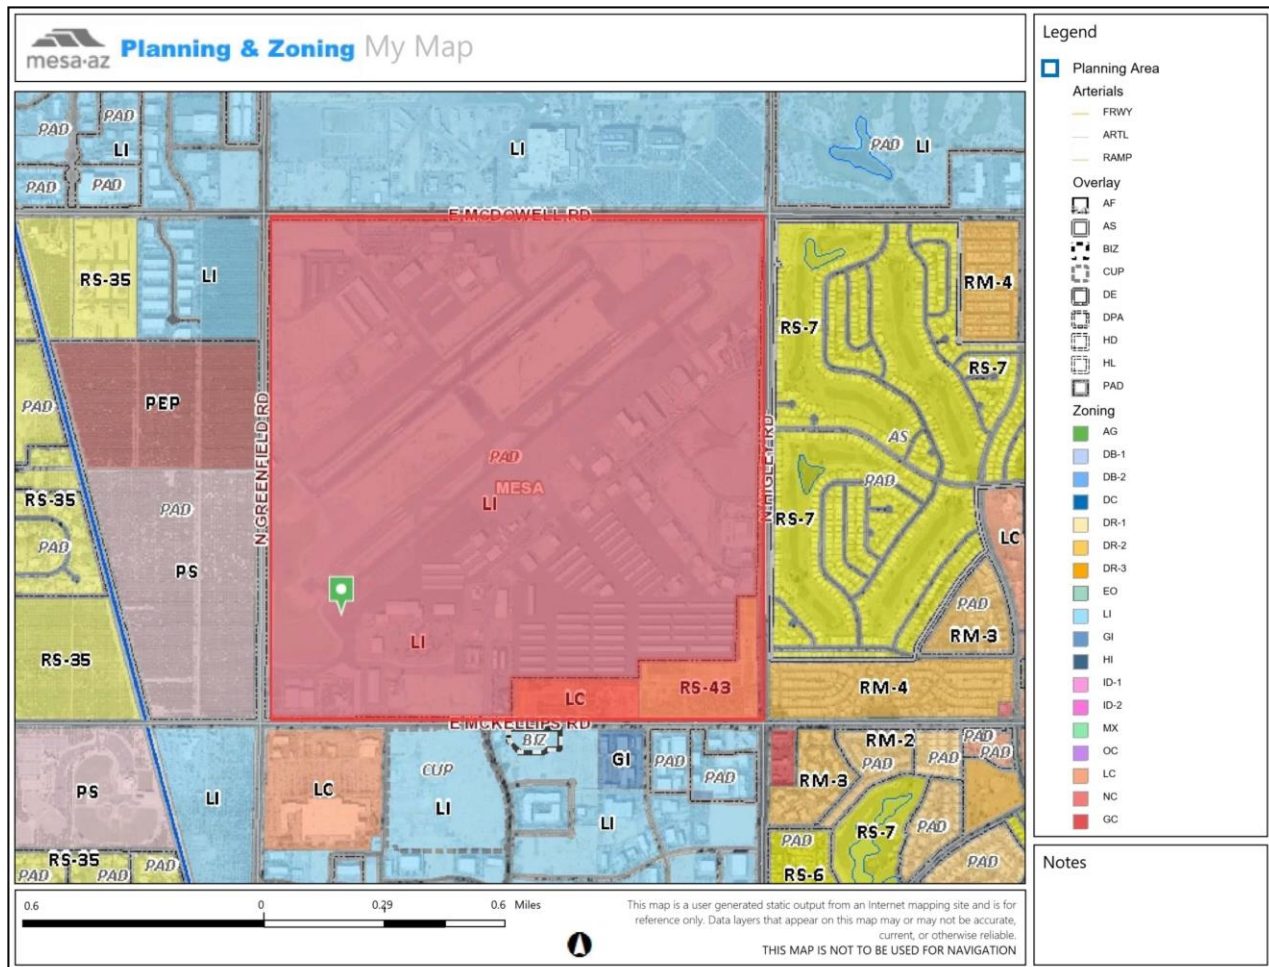 mesa·az
Planning & Zoning My Map
PAD
PAD
LI
PAD
PAD
LI
PAD
LI
E MCDOWELL RD
RS-35
LI
RM-4
RS-7
RS-7
PEP
PAD
N GREENFIELD RD
N HIGLEY RD
AS
PAD
MESA
LI
PAD
RS-35
PAD
PAD
PS
RS-7
LC
PAD
RM-3
LI
RS-35
RS-43
LC
RM-4
E MCKELLIPS RD
BIZ
GI
PAD
PAD
CUP
LI
LC
LI
PS
LI
RM-2
PAD
PAD
PAD
PAD
RM-3
RS-7
PAD
PAD
PAD
RS-6
RS-35
PAD
PAD
PAD
Legend
Planning Area
Arterials
FRWY
ARTL
RAMP
Overlay
AF
AS
BIZ
CUP
DE
DPA
HD
HL
PAD
Zoning
AG
DB-1
DB-2
DC
DR-1
DR-2
DR-3
EO
LI
GI
HI
ID-1
ID-2
MX
OC
LC
NC
GC
Notes
0.6 0 0.29 0.6 Miles
This map is a user generated static output from an Internet mapping site and is for
reference only. Data layers that appear on this map may or may not be accurate,
current, or otherwise reliable.
THIS MAP IS NOT TO BE USED FOR NAVIGATION